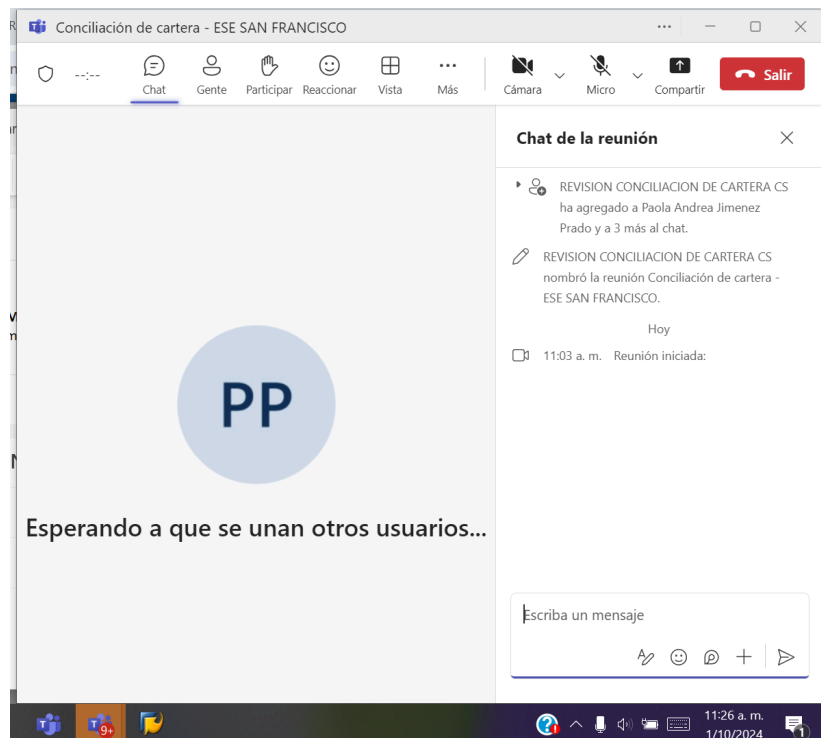 Conciliación de cartera - ESE SAN FRANCISCO
--:--
Chat
Gente
Participar
Reaccionar
Vista
Más
Cámara
Micro
Compartir
Salir
Chat de la reunión
REVISION CONCILIACION DE CARTERA CS
ha agregado a Paola Andrea Jimenez
Prado y a 3 más al chat.
REVISION CONCILIACION DE CARTERA CS
nombró la reunión Conciliación de cartera -
ESE SAN FRANCISCO.
Hoy
11:03 a. m. Reunión iniciada:
PP
Esperando a que se unan otros usuarios...
Escriba un mensaje
9+
11:26 a. m.
1/10/2024
1